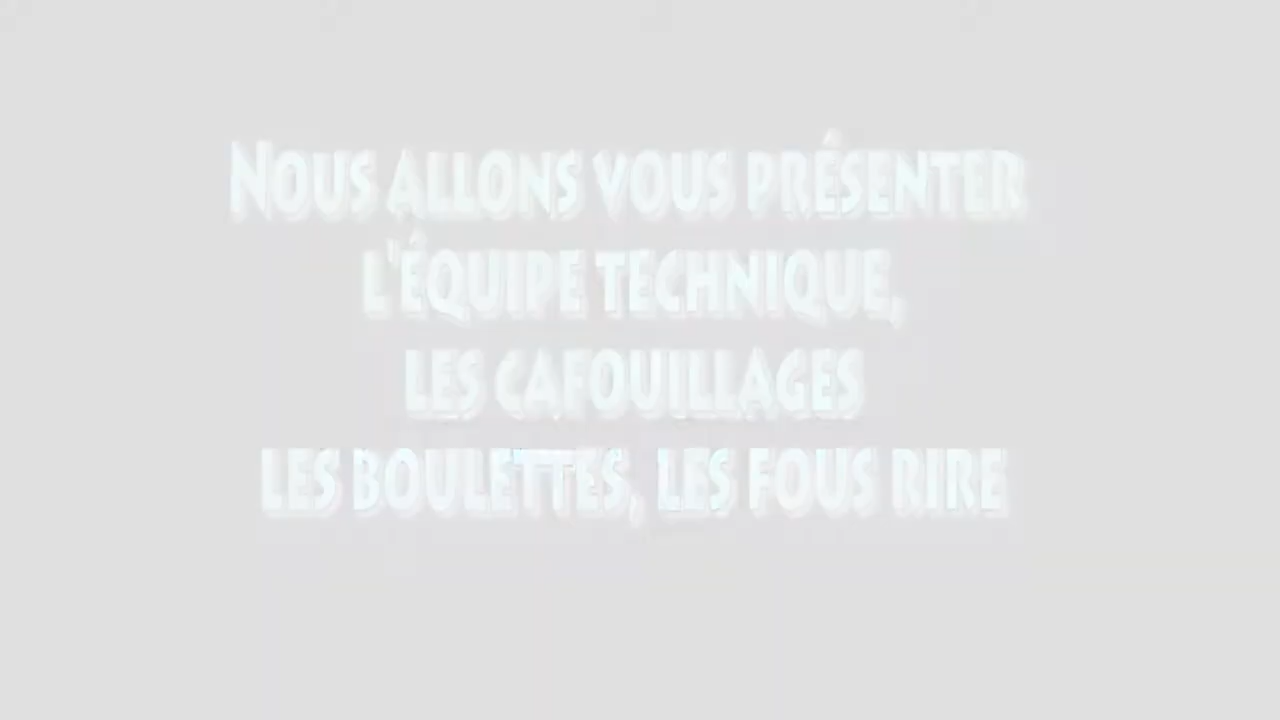 Nous allons vous présenter
l'équipe technique,
les cafouillages
les boulettes, les fous rire